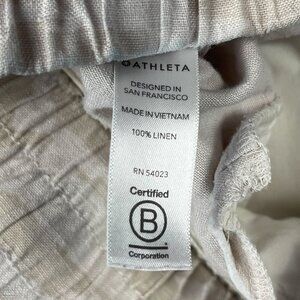 ATHLETA
DESIGNED IN
SAN FRANCISCO
MADE IN VIETNAM
100% LINEN
RN 54023
Certified
B
Corporation